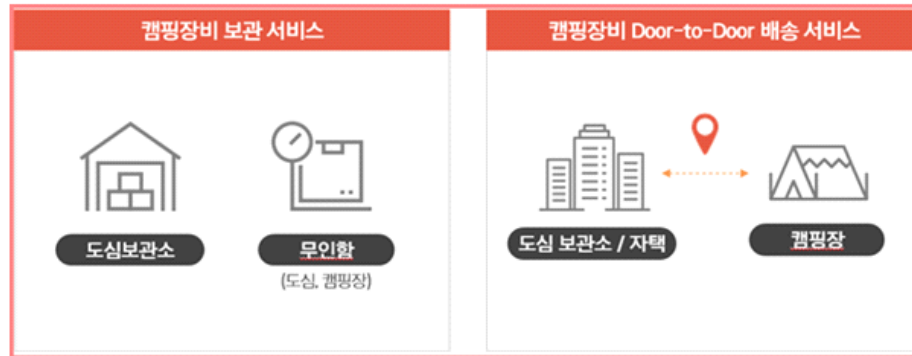 캠핑장비 보관 서비스
도심보관소
무인함
(도심, 캠핑장)
캠핑장비 Door-to-Door 배송 서비스
도심 보관소 / 자택
캠핑장